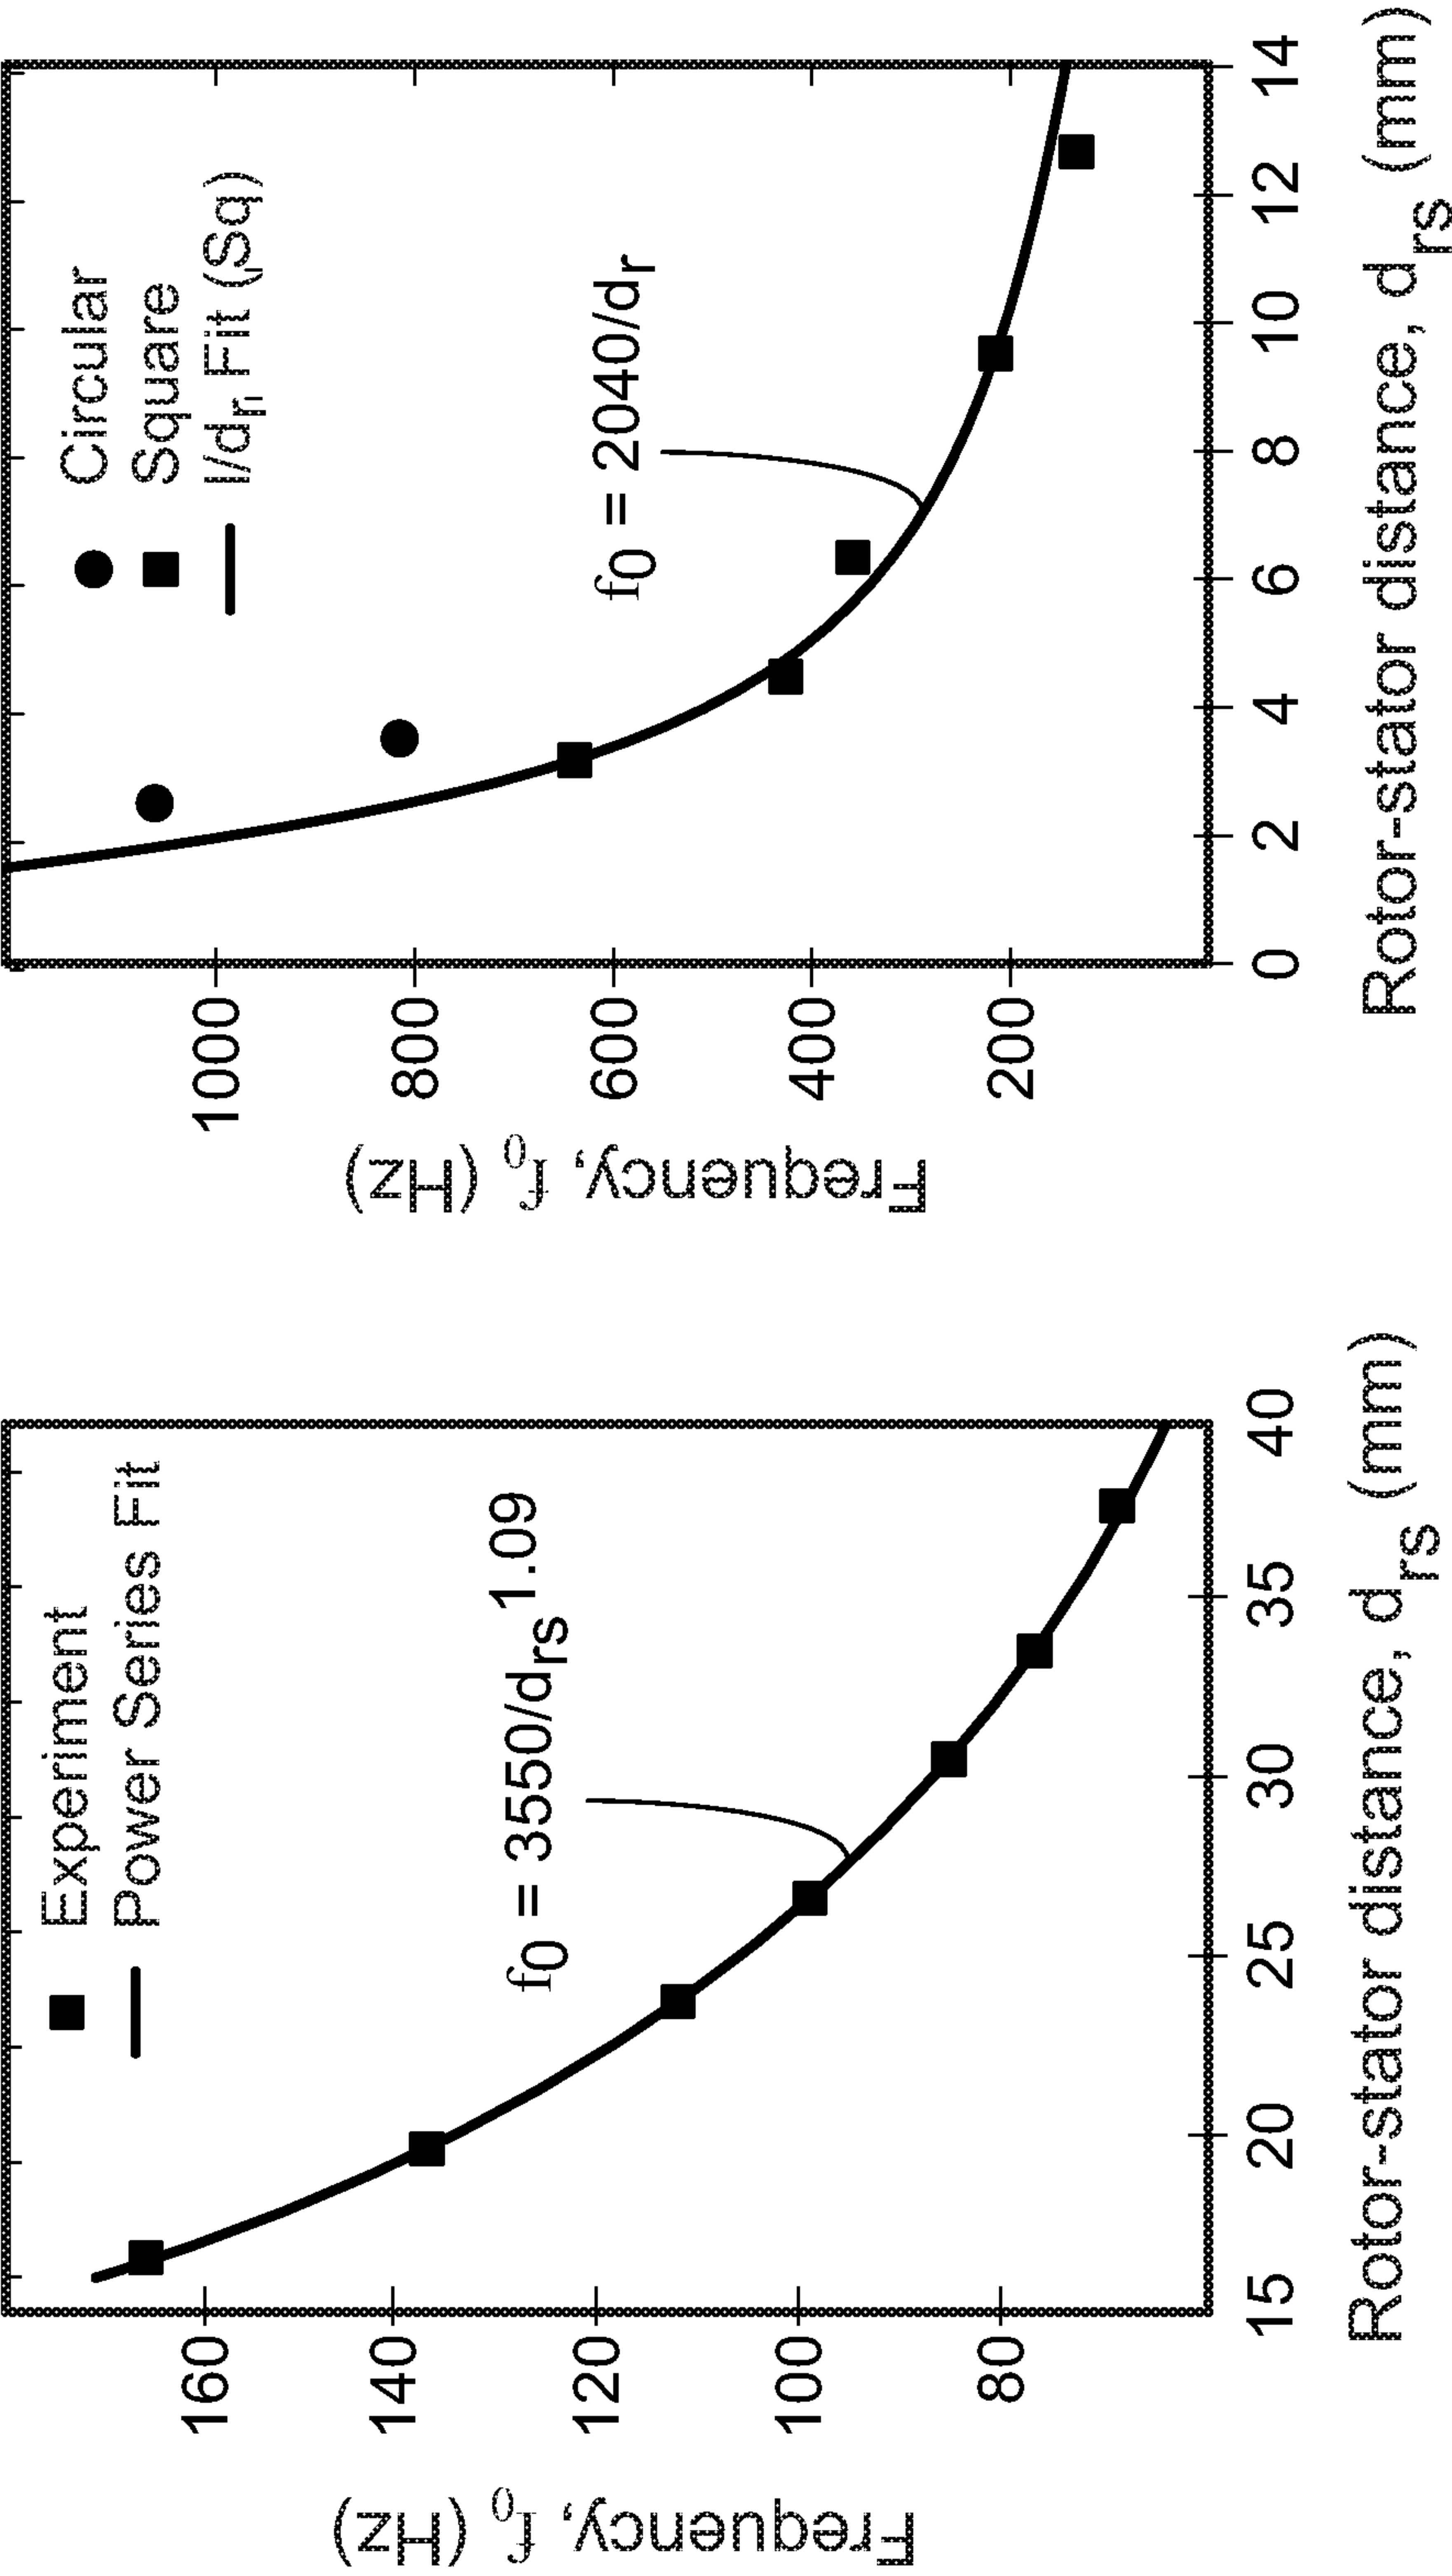 Experiment
Power Series Fit
f0 = 3550/drs1.09
160
140
120
100
80
Frequency, f0 (Hz)
15 20 25 30 35 40
Rotor-stator distance, drs (mm)
Circular
Square
l/dr, Fit (Sq)
f0 = 2040/dr
1000
800
600
400
200
Frequency, f0 (Hz)
0 2 4 6 8 10 12 14
Rotor-stator distance, drs (mm)